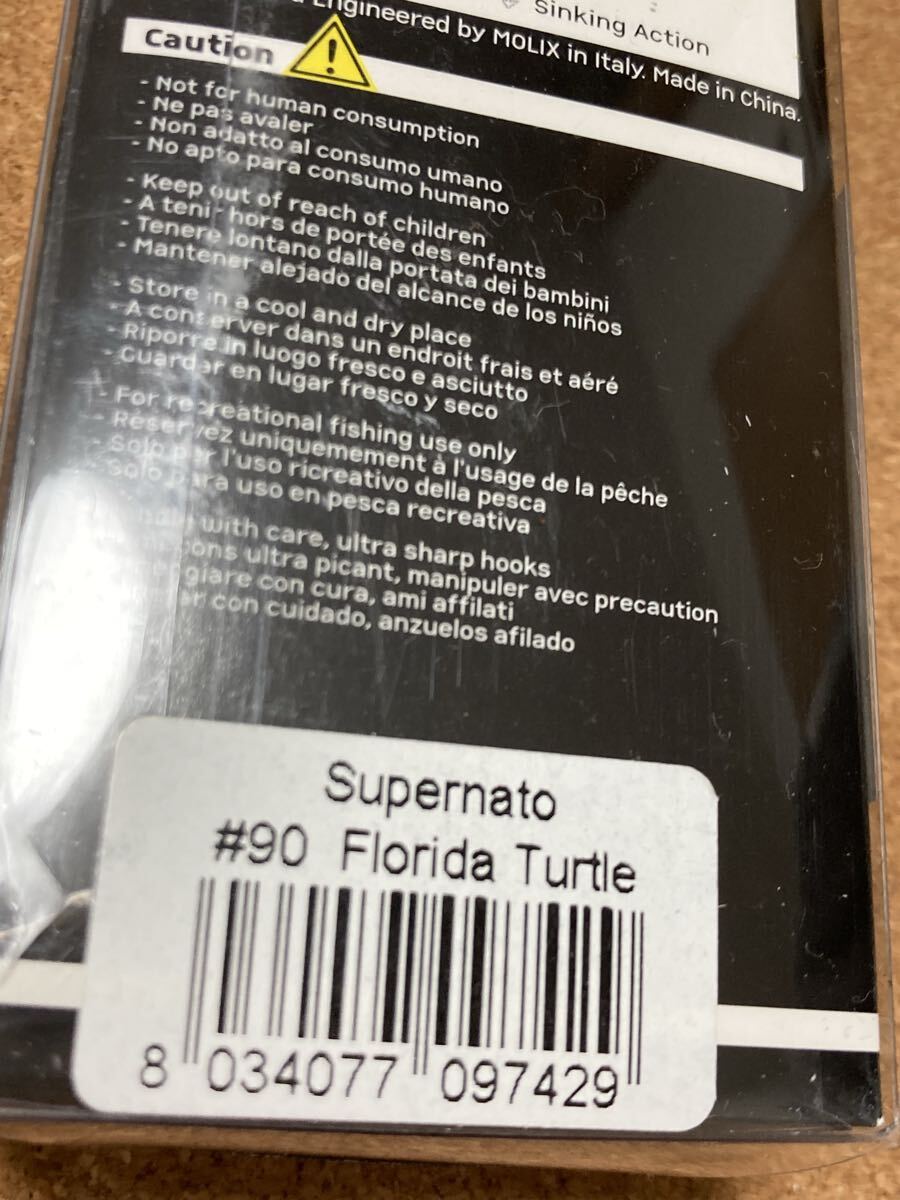 Sinking Action
Engineered by MOLIX in Italy. Made in China.
Caution
- Not for human consumption
- Ne pas avaler
- Non adatto al consumo umano
- No apto para consumo humano
- Keep out of reach of children
- A tenir hors de portée des enfants
- Tenere lontano dalla portata dei bambini
- Mantener alejado del alcance de los niños
- Store in a cool and dry place
- A conserver dans un endroit frais et aéré
- Riporre in luogo fresco e asciutto
- Guardar en lugar fresco y seco
- For recreational fishing use only
- Réservez uniquemement à l'usage de la pêche
- Solo per l'uso ricreativo della pesca
Solo para uso en pesca recreativa
with care, ultra sharp hooks
ultra picant, manipuler avec precaution
con cura, ami affilati
con cuidado, anzuelos afilado
Supernato
#90 Florida Turtle
8 034077 097429